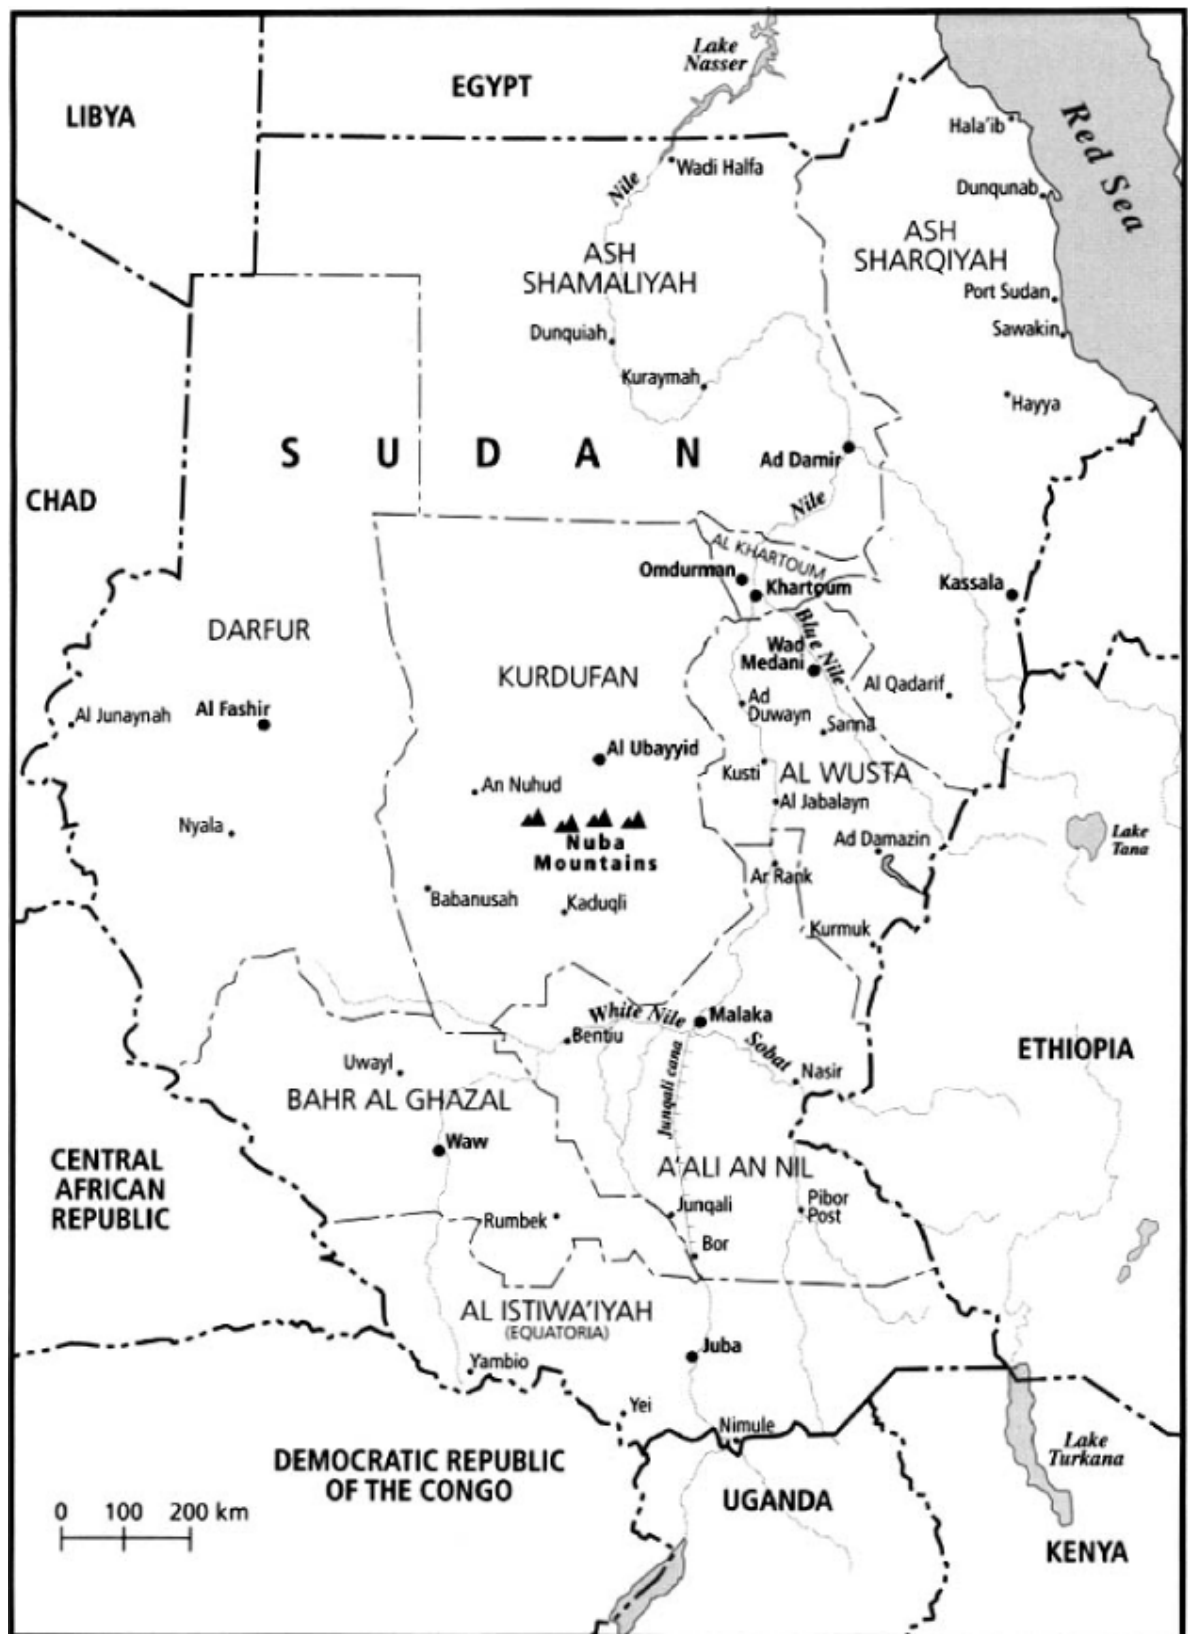 Lake
Nasser
EGYPT
LIBYA
Red Sea
Hala'ib
Wadi Halfa
Nile
Dunqunab
ASH
SHARQIYAH
ASH
SHAMALIYAH
Port Sudan
Sawakin
Dunquiah
Kuraymah
Hayya
SUDAN
Ad Damir
CHAD
Nile
AL KHARTOUM
Omdurman
Khartoum
Kassala
Blue Nile
DARFUR
Wad
Medani
KURDUFAN
Al Qadarif
Ad
Duwayn
Al Junaynah
Al Fashir
Al Ubayyid
Kusti
AL WUSTA
An Nuhud
Al Jabalayn
Nyala
Nuba
Mountains
Ad Damazin
Lake
Tana
Ar Rank
Babanusah
Kaduqli
Kurmuk
White Nile
Malaka
Bentiu
Sobat
Nasir
ETHIOPIA
Uwayl
Junqali cana
BAHR AL GHAZAL
Waw
A'ALI AN NIL
CENTRAL
AFRICAN
REPUBLIC
Junqali
Pibor
Post
Rumbek
Bor
AL ISTIWA'IYAH
(EQUATORIA)
Juba
Yambio
Yei
Nimule
Lake
Turkana
DEMOCRATIC REPUBLIC
OF THE CONGO
UGANDA
0 100 200 km
KENYA